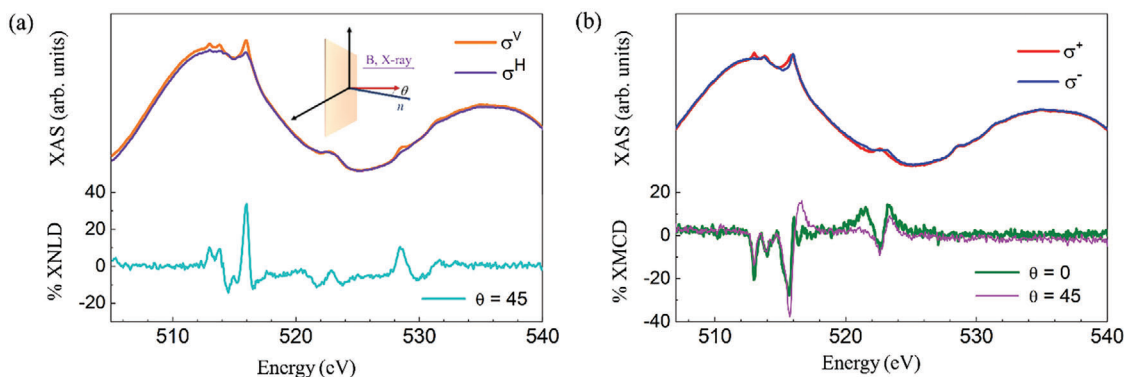 (a)
XAS (arb. units)
B, X-ray
θ
n
σV
σH
% XNLD
40
20
0
-20
θ = 45
510
520
530
540
Energy (eV)
(b)
XAS (arb. units)
σ+
σ-
% XMCD
40
20
0
-20
-40
θ = 0
θ = 45
510
520
530
540
Energy (eV)